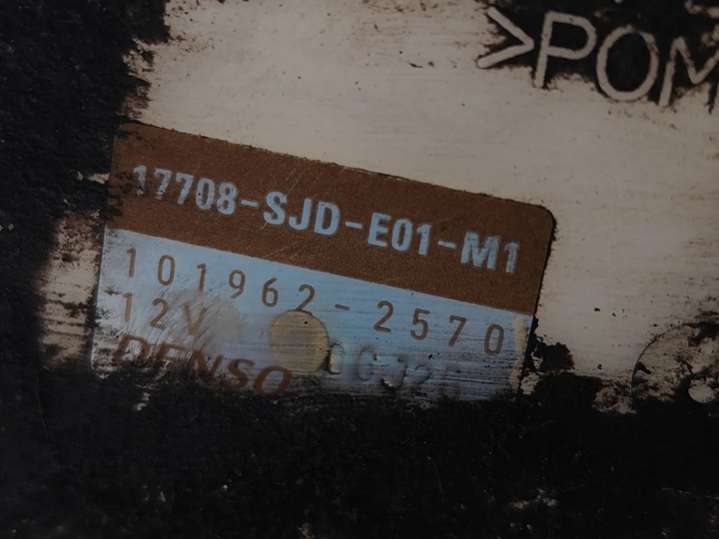 >POM
17708-SJD-E01-M1
101962-2570
12V
DENSO